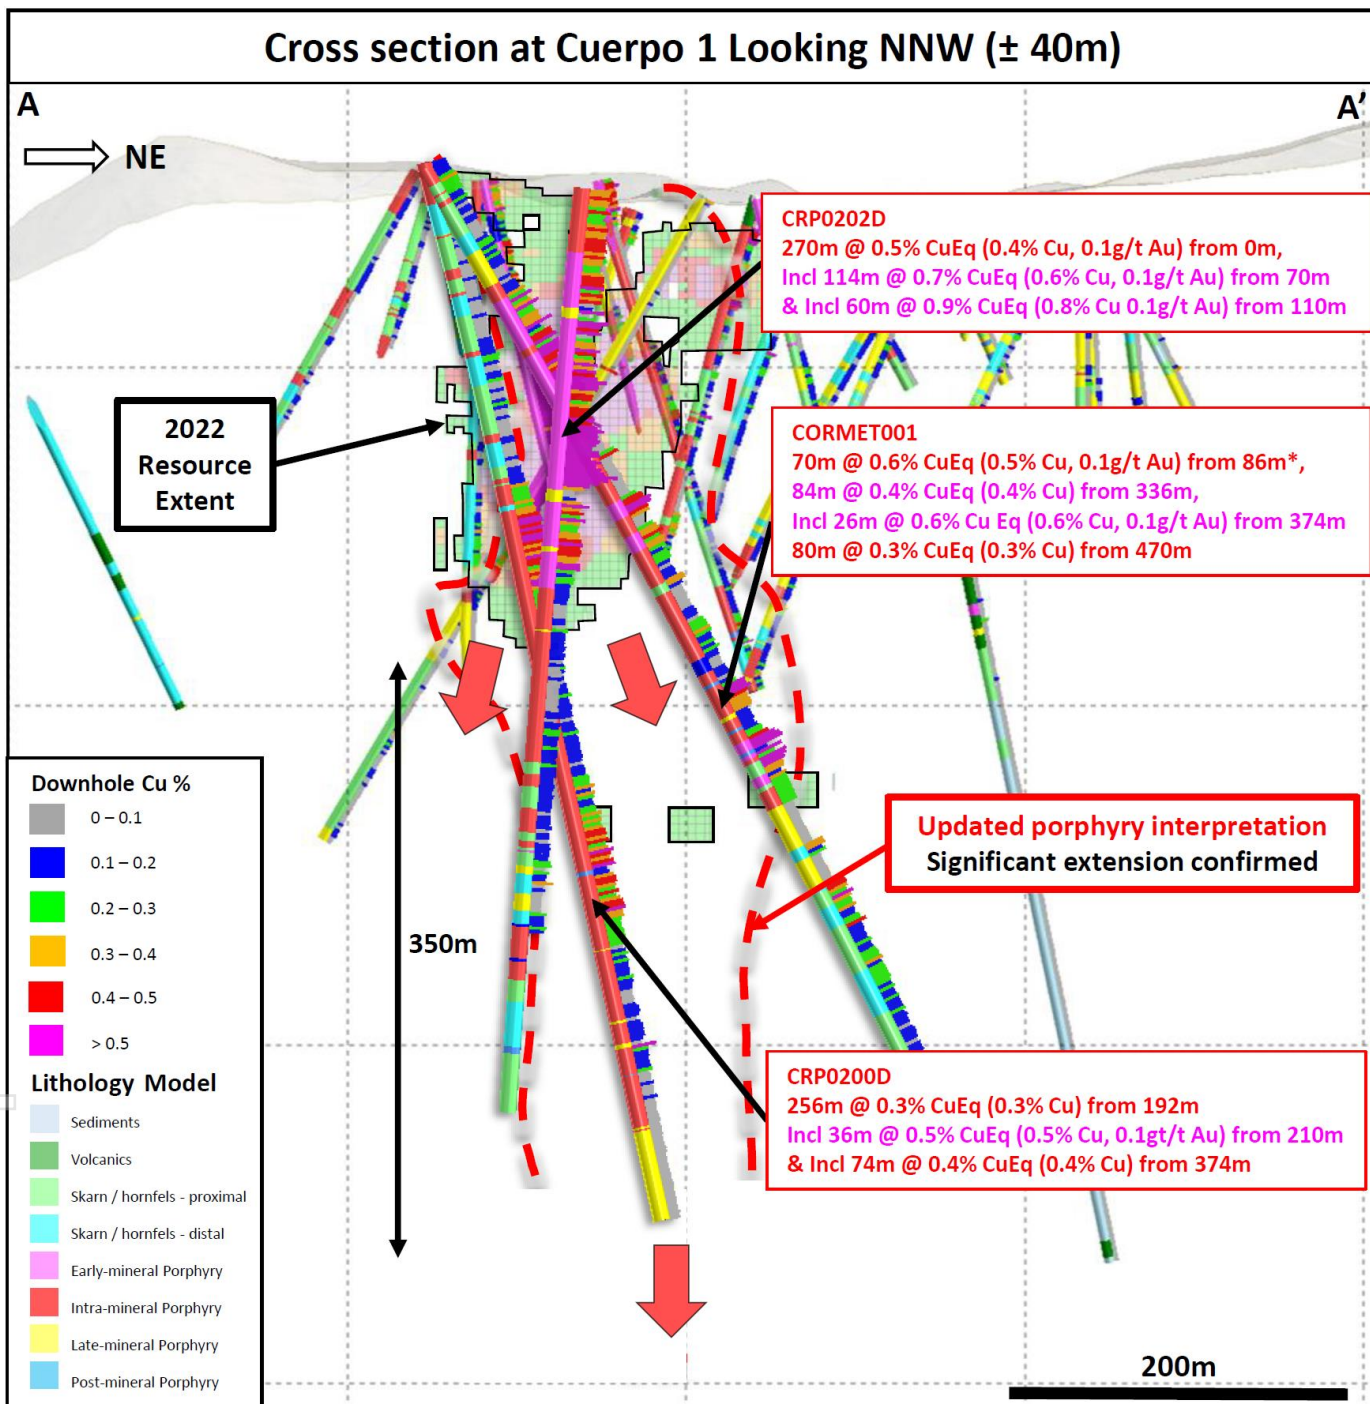 Cross section at Cuerpo 1 Looking NNW (± 40m)
A
A’
NE
CRP0202D
270m @ 0.5% CuEq (0.4% Cu, 0.1g/t Au) from 0m,
Incl 114m @ 0.7% CuEq (0.6% Cu, 0.1g/t Au) from 70m
& Incl 60m @ 0.9% CuEq (0.8% Cu 0.1g/t Au) from 110m
2022
Resource
Extent
CORMET001
70m @ 0.6% CuEq (0.5% Cu, 0.1g/t Au) from 86m*,
84m @ 0.4% CuEq (0.4% Cu) from 336m,
Incl 26m @ 0.6% Cu Eq (0.6% Cu, 0.1g/t Au) from 374m
80m @ 0.3% CuEq (0.3% Cu) from 470m
Updated porphyry interpretation
Significant extension confirmed
350m
CRP0200D
256m @ 0.3% CuEq (0.3% Cu) from 192m
Incl 36m @ 0.5% CuEq (0.5% Cu, 0.1gt/t Au) from 210m
& Incl 74m @ 0.4% CuEq (0.4% Cu) from 374m
Downhole Cu %
0 – 0.1
0.1 – 0.2
0.2 – 0.3
0.3 – 0.4
0.4 – 0.5
> 0.5
Lithology Model
Sediments
Volcanics
Skarn / hornfels - proximal
Skarn / hornfels - distal
Early-mineral Porphyry
Intra-mineral Porphyry
Late-mineral Porphyry
Post-mineral Porphyry
200m